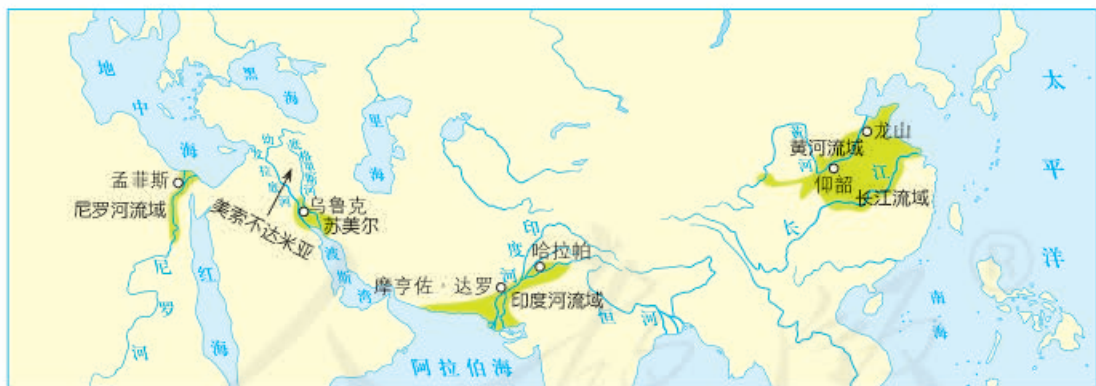 地中海
黑海
里海
红海
波斯湾
阿拉伯海
南海
太平洋
孟菲斯
尼罗河流域
尼罗河
幼发拉底河
底格里斯河
美索不达米亚
乌鲁克
苏美尔
印度河
哈拉帕
摩亨佐·达罗
印度河流域
恒河
黄河
龙山
黄河流域
仰韶
长江
长江流域
®